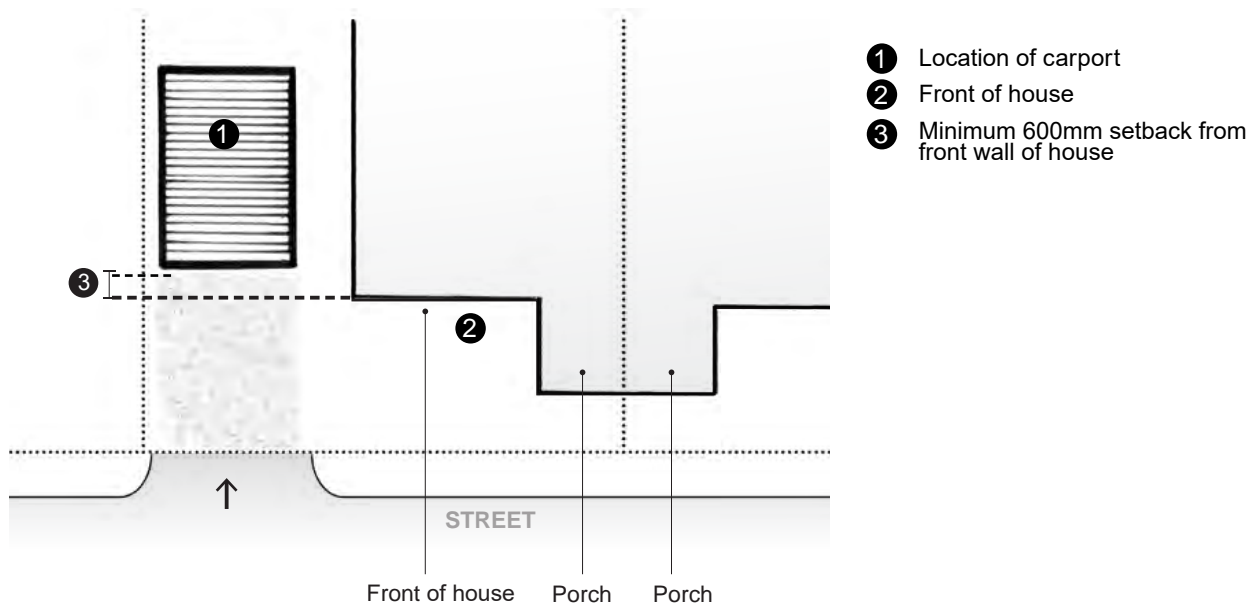 1 Location of carport
2 Front of house
3 Minimum 600mm setback from
front wall of house
1
3
2
STREET
Front of house Porch Porch